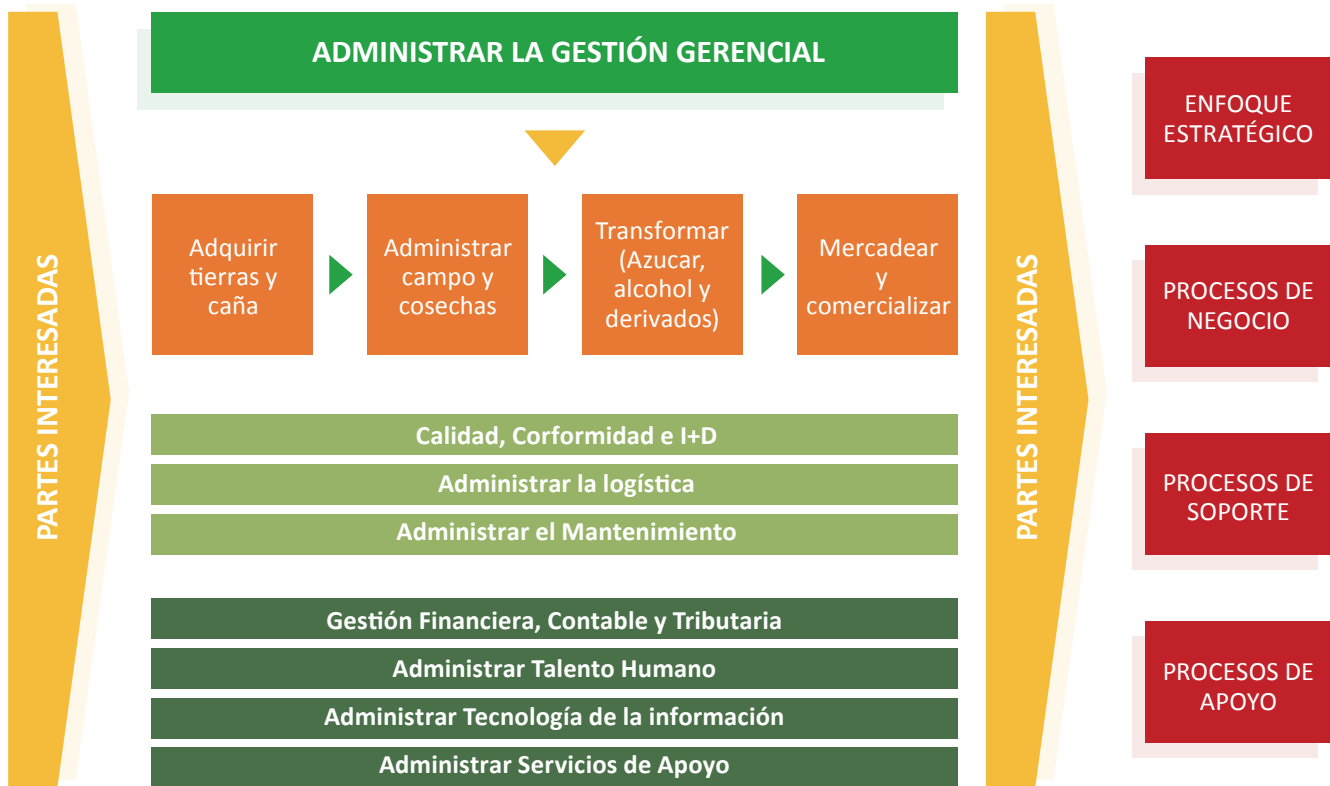 PARTES INTERESADAS
ADMINISTRAR LA GESTIÓN GERENCIAL
Adquirir
tierras y
caña
Administrar
campo y
cosechas
Transformar
(Azucar,
alcohol y
derivados)
Mercadear
y
comercializar
Calidad, Corformidad e I+D
Administrar la logística
Administrar el Mantenimiento
Gestión Financiera, Contable y Tributaria
Administrar Talento Humano
Administrar Tecnología de la información
Administrar Servicios de Apoyo
PARTES INTERESADAS
ENFOQUE
ESTRATÉGICO
PROCESOS DE
NEGOCIO
PROCESOS DE
SOPORTE
PROCESOS DE
APOYO